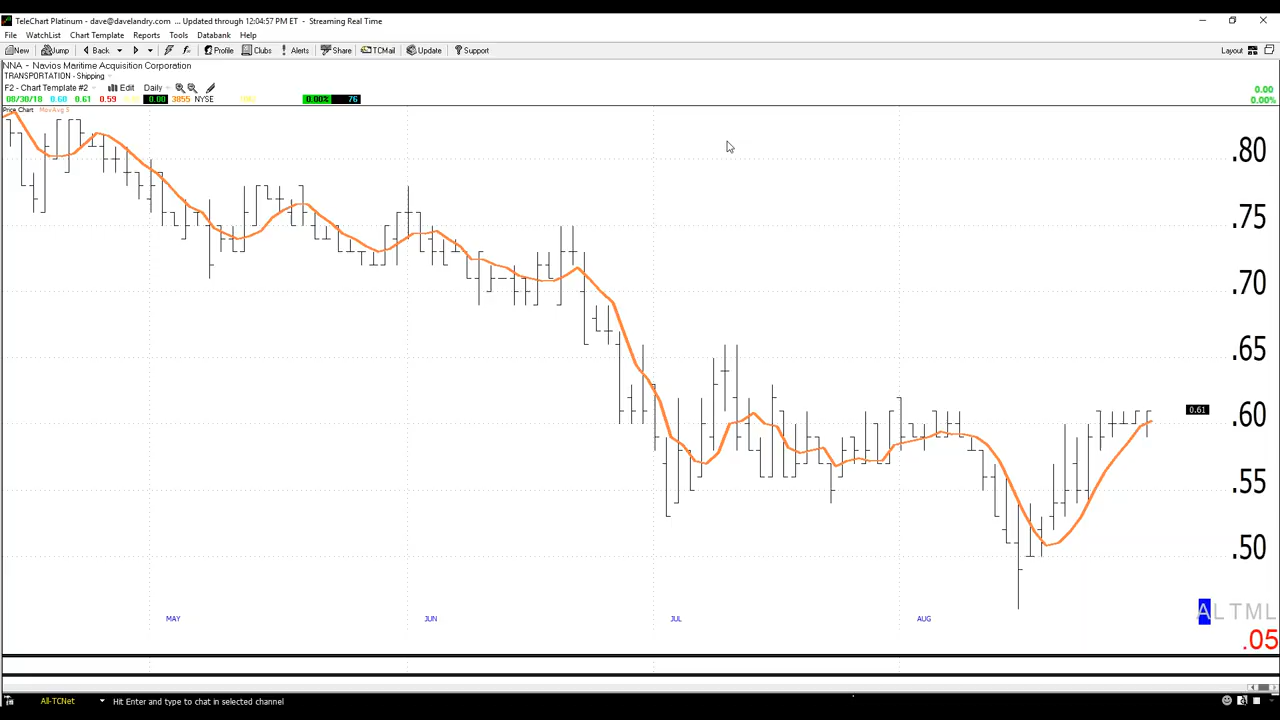 TeleChart Platinum - dave@davelandry.com ... Updated through 12:04:57 PM ET - Streaming Real Time
File WatchList Chart Template Reports Tools Databank Help
New Jump Back Profile Clubs Alerts Share TCMail Update Support Layout
NNA - Navios Maritime Acquisition Corporation
TRANSPORTATION - Shipping
F2 - Chart Template #2 Edit Daily
08/30/18 0.60 0.61 0.59 0.00 3855 NYSE 0.00% 76
0.00
0.00%
Price Chart MovAvg 5
.80
.75
.70
.65
0.61
.60
.55
.50
A L T M L
MAY JUN JUL AUG
.05
All-TCNet Hit Enter and type to chat in selected channel